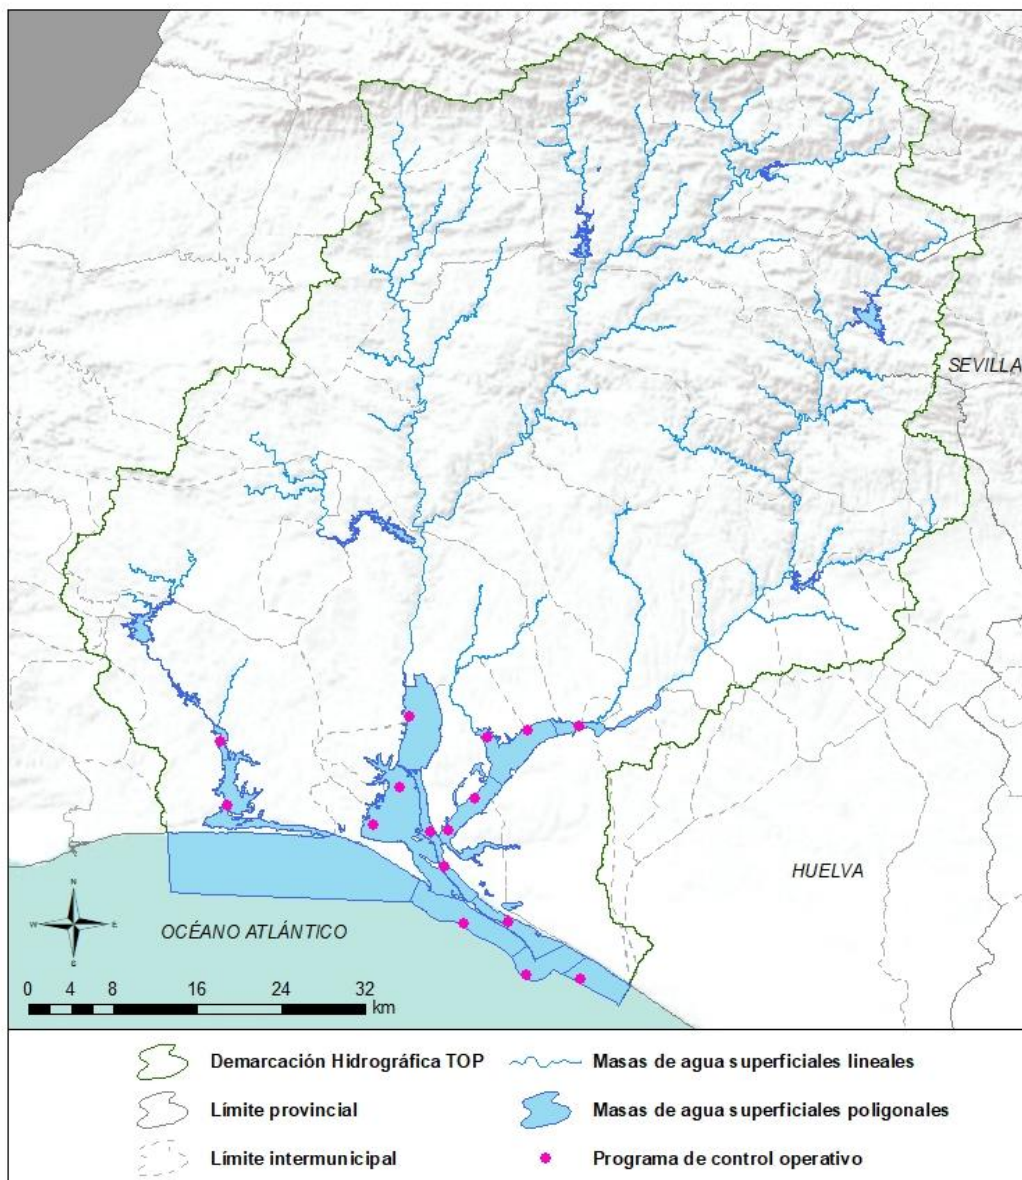 SEVILLA
HUELVA
OCÉANO ATLÁNTICO
N
W E
S
0 4 8 16 24 32
km
Demarcación Hidrográfica TOP
Masas de agua superficiales lineales
Límite provincial
Masas de agua superficiales poligonales
Límite intermunicipal
Programa de control operativo